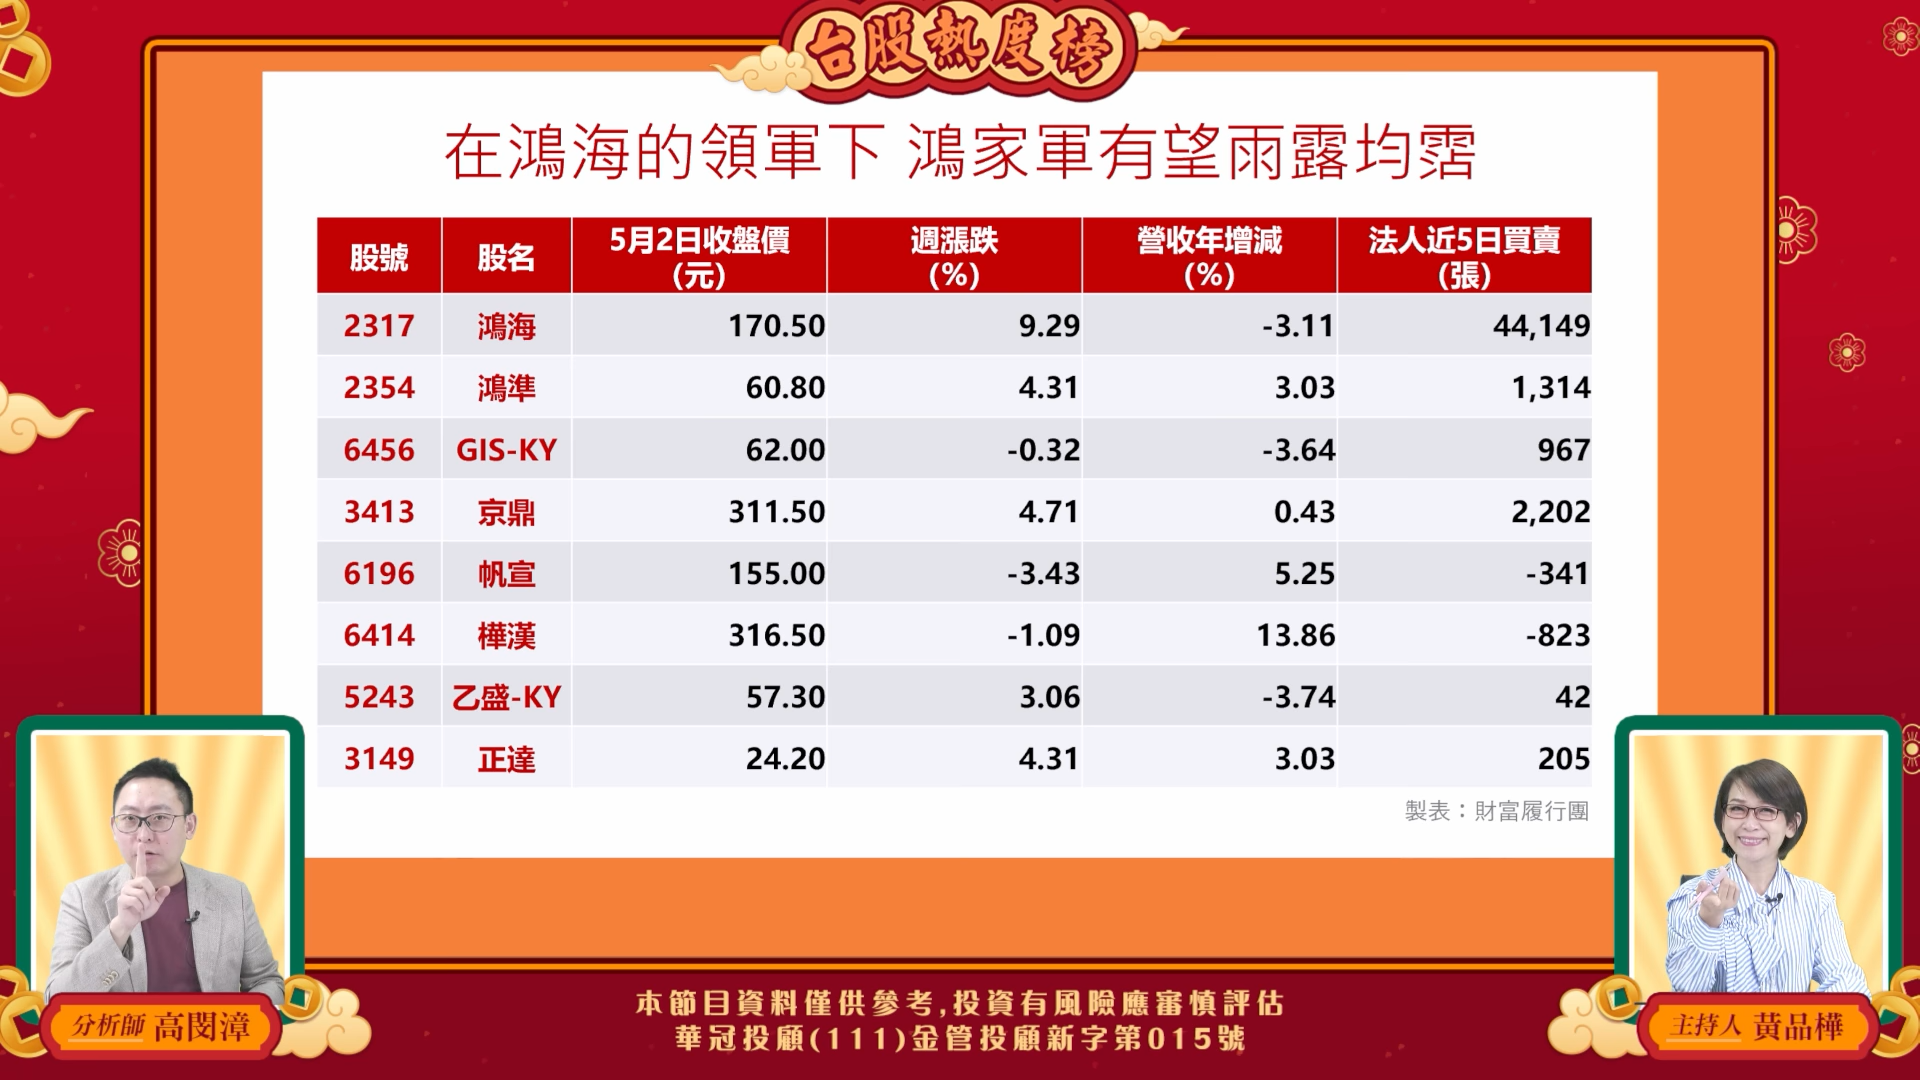 台股熱度榜
在鴻海的領軍下 鴻家軍有望雨露均霑
股號 股名 5月2日收盤價(元) 週漲跌(%) 營收年增減(%) 法人近5日買賣(張)
2317 鴻海 170.50 9.29 -3.11 44,149
2354 鴻準 60.80 4.31 3.03 1,314
6456 GIS-KY 62.00 -0.32 -3.64 967
3413 京鼎 311.50 4.71 0.43 2,202
6196 帆宣 155.00 -3.43 5.25 -341
6414 樺漢 316.50 -1.09 13.86 -823
5243 乙盛-KY 57.30 3.06 -3.74 42
3149 正達 24.20 4.31 3.03 205
製表：財富履行團
分析師 高閔漳
本節目資料僅供參考,投資有風險應審慎評估
華冠投顧(111)金管投顧新字第015號
主持人 黃品樺